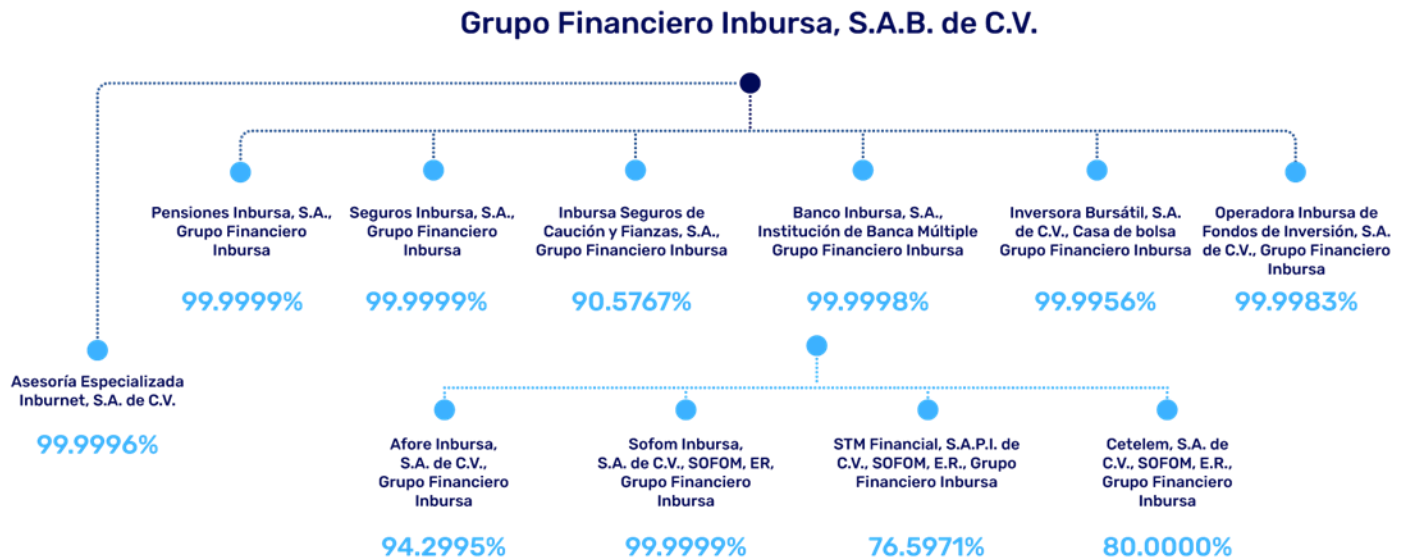 Grupo Financiero Inbursa, S.A.B. de C.V.
Pensiones Inbursa, S.A.,
Grupo Financiero
Inbursa
99.9999%
Seguros Inbursa, S.A.,
Grupo Financiero
Inbursa
99.9999%
Inbursa Seguros de
Caución y Fianzas, S.A.,
Grupo Financiero Inbursa
90.5767%
Banco Inbursa, S.A.,
Institución de Banca Múltiple
Grupo Financiero Inbursa
99.9998%
Inversora Bursátil, S.A.
de C.V., Casa de bolsa
Grupo Financiero Inbursa
99.9956%
Operadora Inbursa de
Fondos de Inversión, S.A.
de C.V., Grupo Financiero
Inbursa
99.9983%
Asesoría Especializada
Inburnet, S.A. de C.V.
99.9996%
Afore Inbursa,
S.A. de C.V.,
Grupo Financiero
Inbursa
94.2995%
Sofom Inbursa,
S.A. de C.V., SOFOM, ER,
Grupo Financiero
Inbursa
99.9999%
STM Financial, S.A.P.I. de
C.V., SOFOM, E.R., Grupo
Financiero Inbursa
76.5971%
Cetelem, S.A. de
C.V., SOFOM, E.R.,
Grupo Financiero
Inbursa
80.0000%